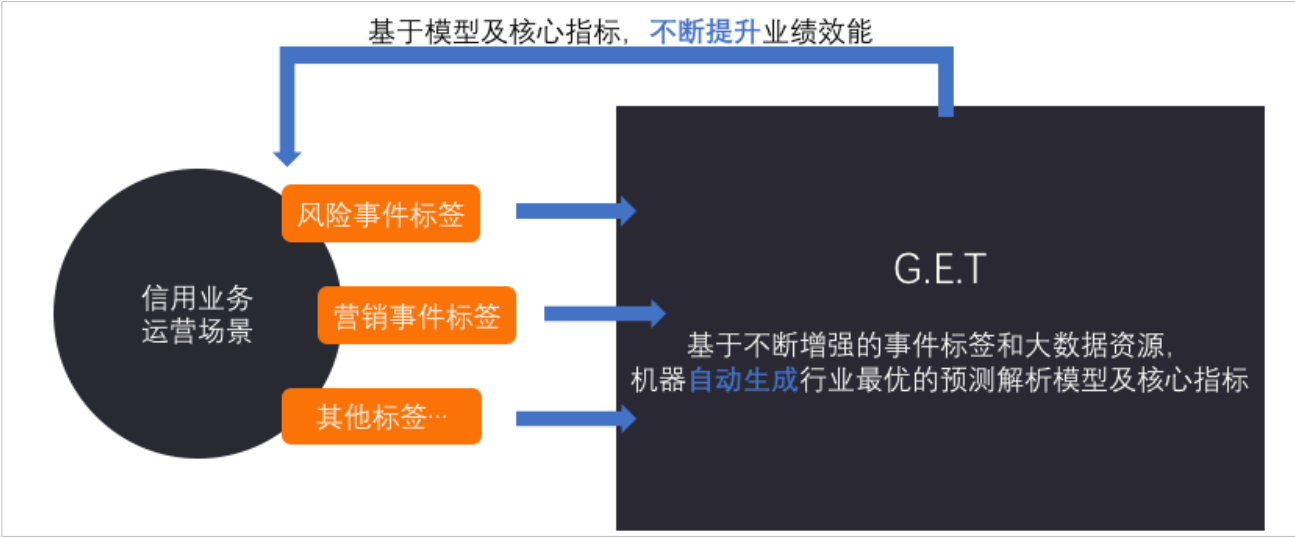 基于模型及核心指标，不断提升业绩效能
风险事件标签
信用业务
运营场景
营销事件标签
其他标签…
G.E.T
基于不断增强的事件标签和大数据资源，
机器自动生成行业最优的预测解析模型及核心指标